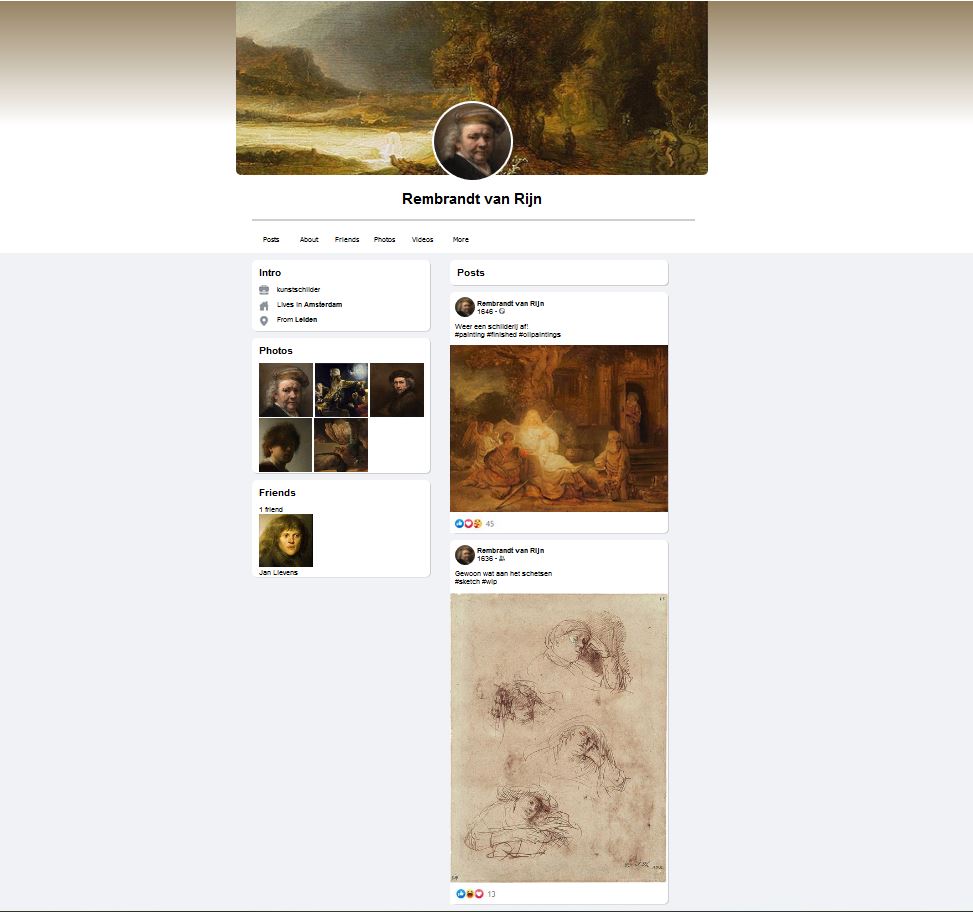 Rembrandt van Rijn
Posts About Friends Photos Videos More
Intro
kunstschilder
Lives in Amsterdam
From Leiden
Photos
Friends
1 friend
Jan Lievens
Posts
Rembrandt van Rijn
1646 -
Weer een schilderij af!
#painting #finished #oilpaintings
45
Rembrandt van Rijn
1636 -
Gewoon wat aan het schetsen
#sketch #wip
13